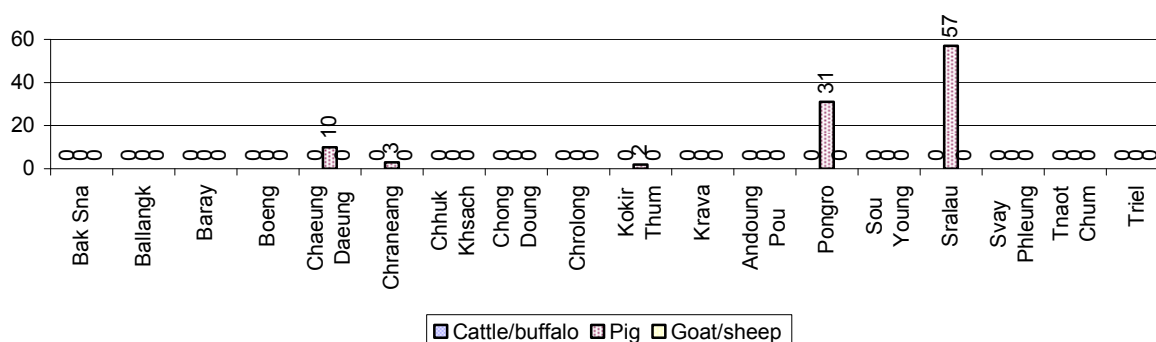 60
40
20
0
57
31
10
3
2
0 0 0 0 0 0 0 0 0 0 0 0 0 0 0 0 0 0 0 0 0 0 0 0 0 0 0 0 0 0 0 0 0 0 0 0 0 0 0 0 0 0 0 0 0 0 0 0 0
Bak Sna
Ballangk
Baray
Boeng
Chaeung
Daeung
Chraneang
Chhuk
Khsach
Chong
Doung
Chrolong
Kokir
Thum
Krava
Andoung
Pou
Pongro
Sou
Young
Sralau
Svay
Phleung
Tnaot
Chum
Triel
Cattle/buffalo Pig Goat/sheep